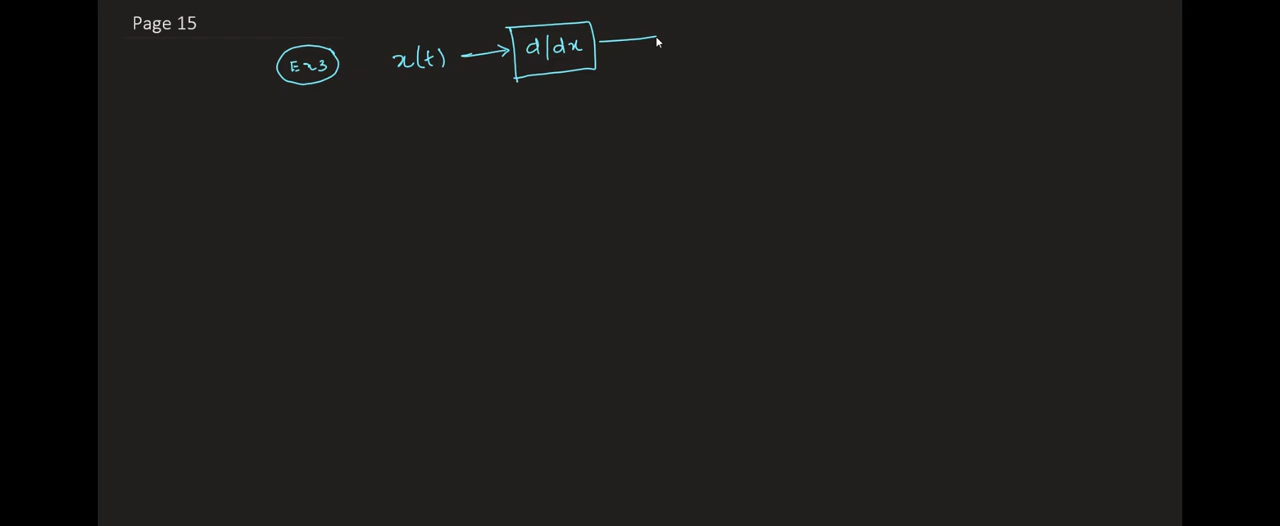 Page 15
Ex3 x(t) → d/dx